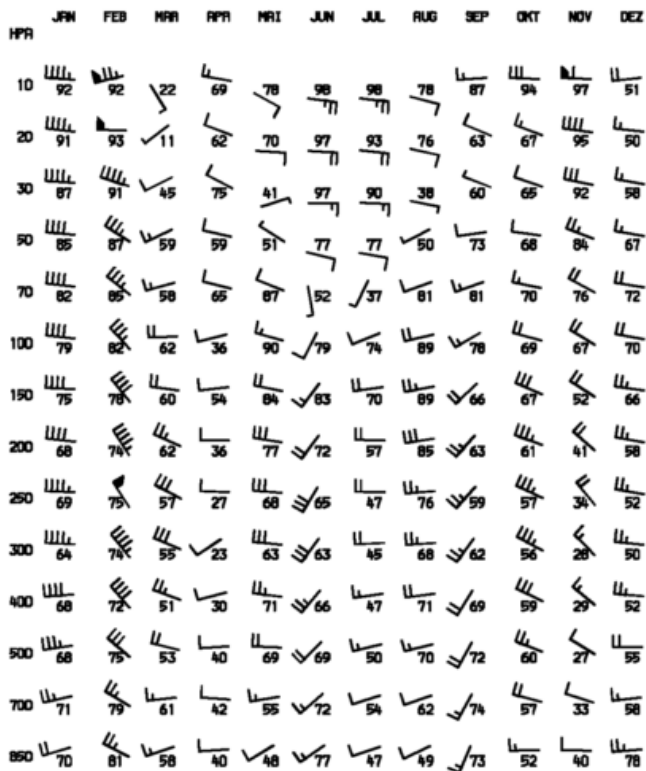 JAN FEB MAR APR MAI JUN JUL AUG SEP OKT NOV DEZ
HPA
10 92 92 22 69 78 98 98 78 87 94 97 51
20 91 93 11 62 70 97 93 76 63 67 95 50
30 87 91 45 75 41 97 90 38 60 65 92 58
50 85 87 59 59 51 77 77 50 73 68 84 67
70 82 85 58 65 87 52 37 81 81 70 76 72
100 79 82 62 36 90 79 74 89 78 69 67 70
150 75 78 60 54 84 83 70 89 66 67 52 66
200 68 74 62 36 77 72 57 85 63 61 41 58
250 69 75 57 27 68 65 47 76 59 57 34 52
300 64 74 55 23 63 63 45 68 62 56 28 50
400 68 72 51 30 71 66 47 71 69 59 29 52
500 68 75 53 40 69 69 50 70 72 60 27 55
700 71 79 61 42 55 72 54 62 74 57 33 58
850 70 81 58 40 48 77 47 49 73 52 40 78